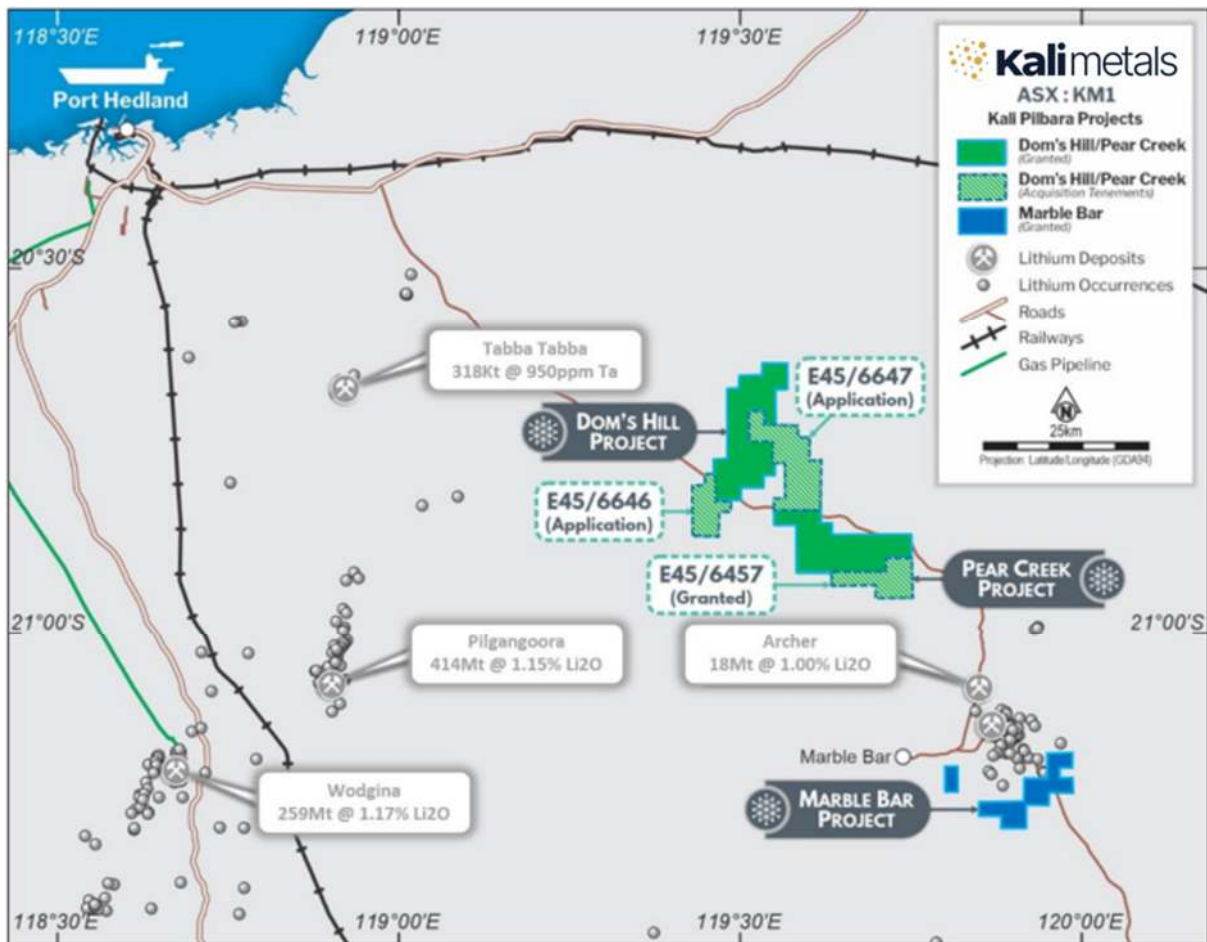 118°30'E
119°00'E
119°30'E
Port Hedland
Kalimetals
ASX : KM1
Kali Pilbara Projects
Dom's Hill/Pear Creek
(Granted)
Dom's Hill/Pear Creek
(Acquisition Tenements)
Marble Bar
(Granted)
Lithium Deposits
Lithium Occurrences
Roads
Railways
Gas Pipeline
N
25km
Projection: Latitude/Longitude (GDA94)
20°30'S
Tabba Tabba
318Kt @ 950ppm Ta
E45/6647
(Application)
DOM'S HILL
PROJECT
E45/6646
(Application)
E45/6457
(Granted)
PEAR CREEK
PROJECT
21°00'S
21°00'S
Pilgangoora
414Mt @ 1.15% Li2O
Archer
18Mt @ 1.00% Li2O
Marble Bar
Wodgina
259Mt @ 1.17% Li2O
MARBLE BAR
PROJECT
118°30'E
119°00'E
119°30'E
120°00'E